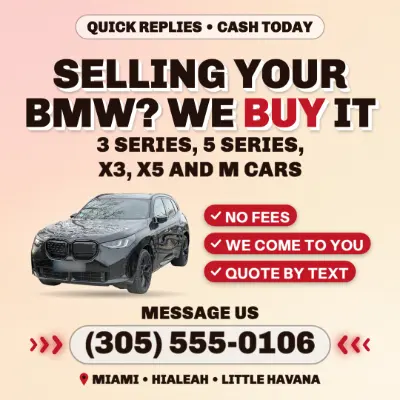 QUICK REPLIES • CASH TODAY
SELLING YOUR
BMW? WE BUY IT
3 SERIES, 5 SERIES,
X3, X5 AND M CARS
NO FEES
WE COME TO YOU
QUOTE BY TEXT
MESSAGE US
(305) 555-0106
MIAMI • HIALEAH • LITTLE HAVANA